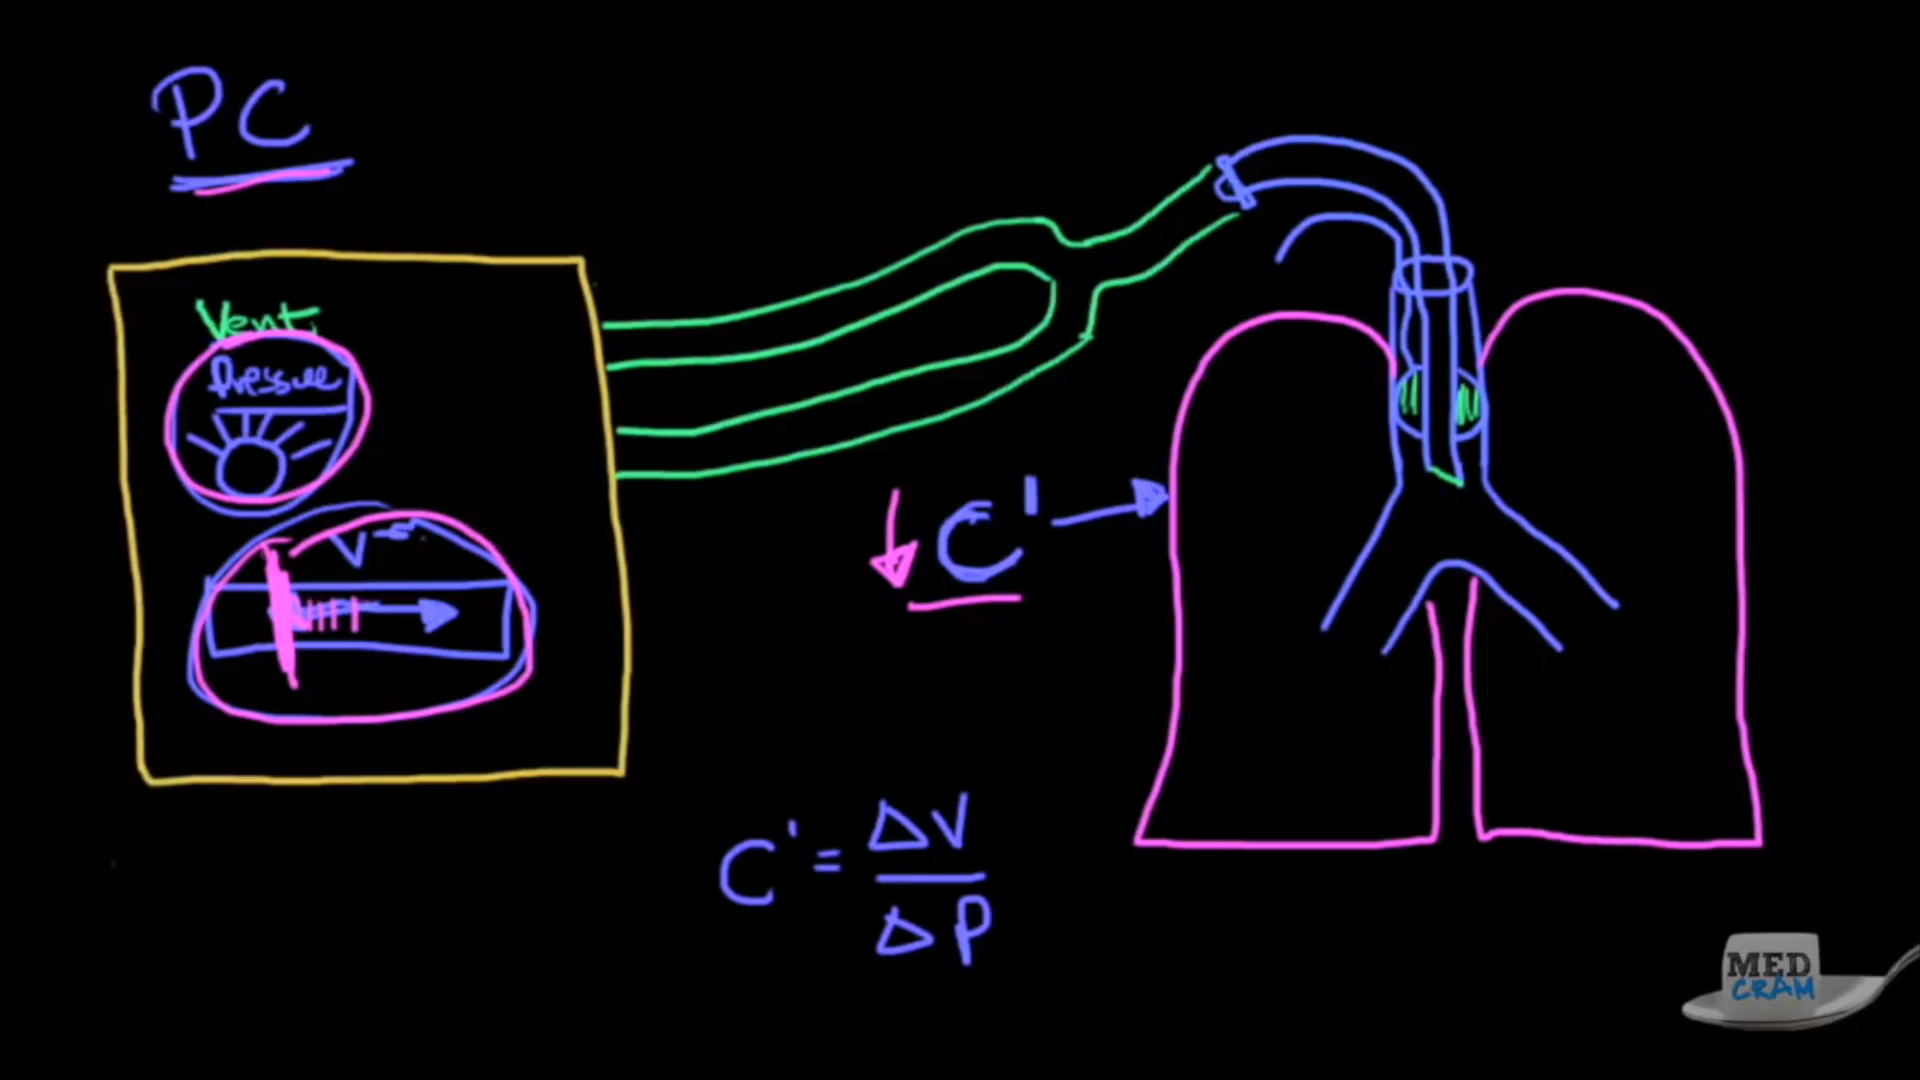 PC
Vent.
Pressure
V
↓ C'
C' = ΔV
ΔP
MED
CRAM